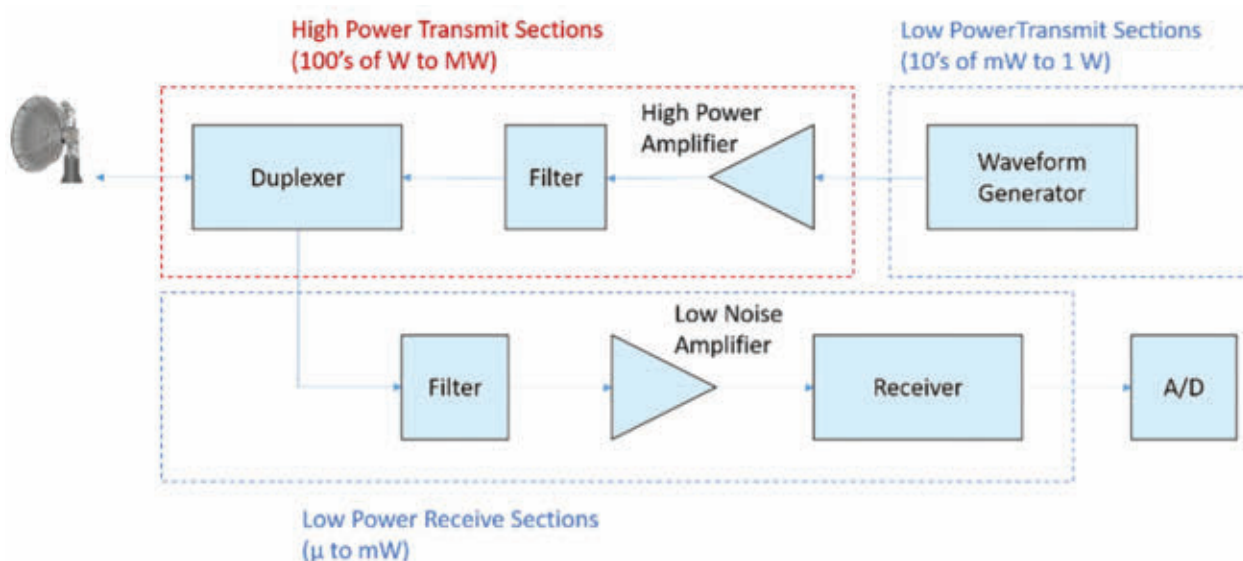 High Power Transmit Sections
(100's of W to MW)
Low PowerTransmit Sections
(10's of mW to 1 W)
High Power
Amplifier
Duplexer
Filter
Waveform
Generator
Low Noise
Amplifier
Filter
Receiver
A/D
Low Power Receive Sections
(μ to mW)